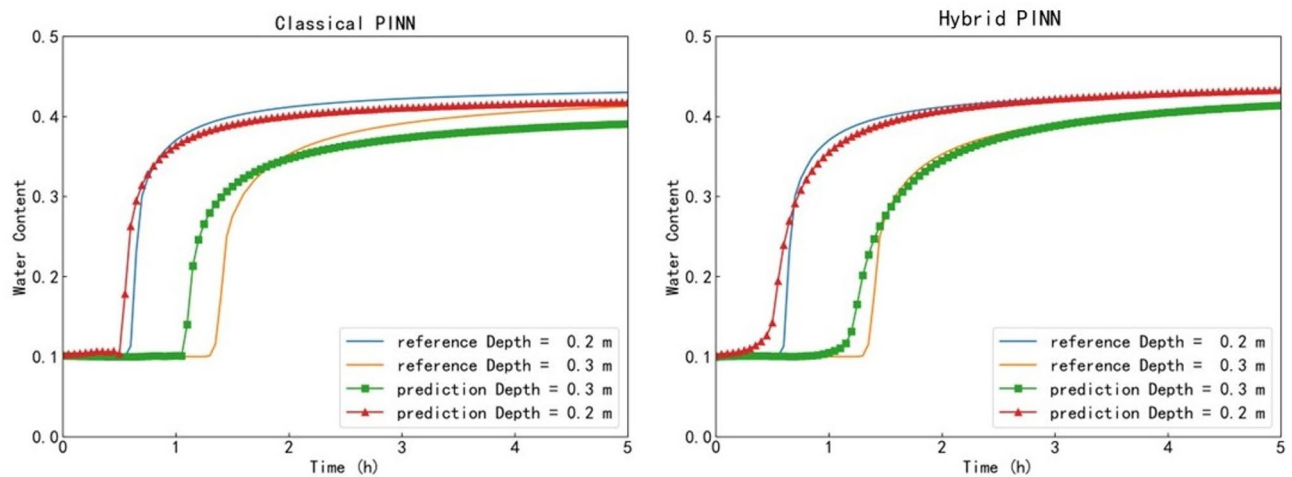 Classical PINN
0.5
0.4
0.3
0.2
0.1
0.0
Water Content
reference Depth = 0.2 m
reference Depth = 0.3 m
prediction Depth = 0.3 m
prediction Depth = 0.2 m
0 1 2 3 4 5
Time (h)
Hybrid PINN
0.5
0.4
0.3
0.2
0.1
0.0
Water Content
reference Depth = 0.2 m
reference Depth = 0.3 m
prediction Depth = 0.3 m
prediction Depth = 0.2 m
0 1 2 3 4 5
Time (h)